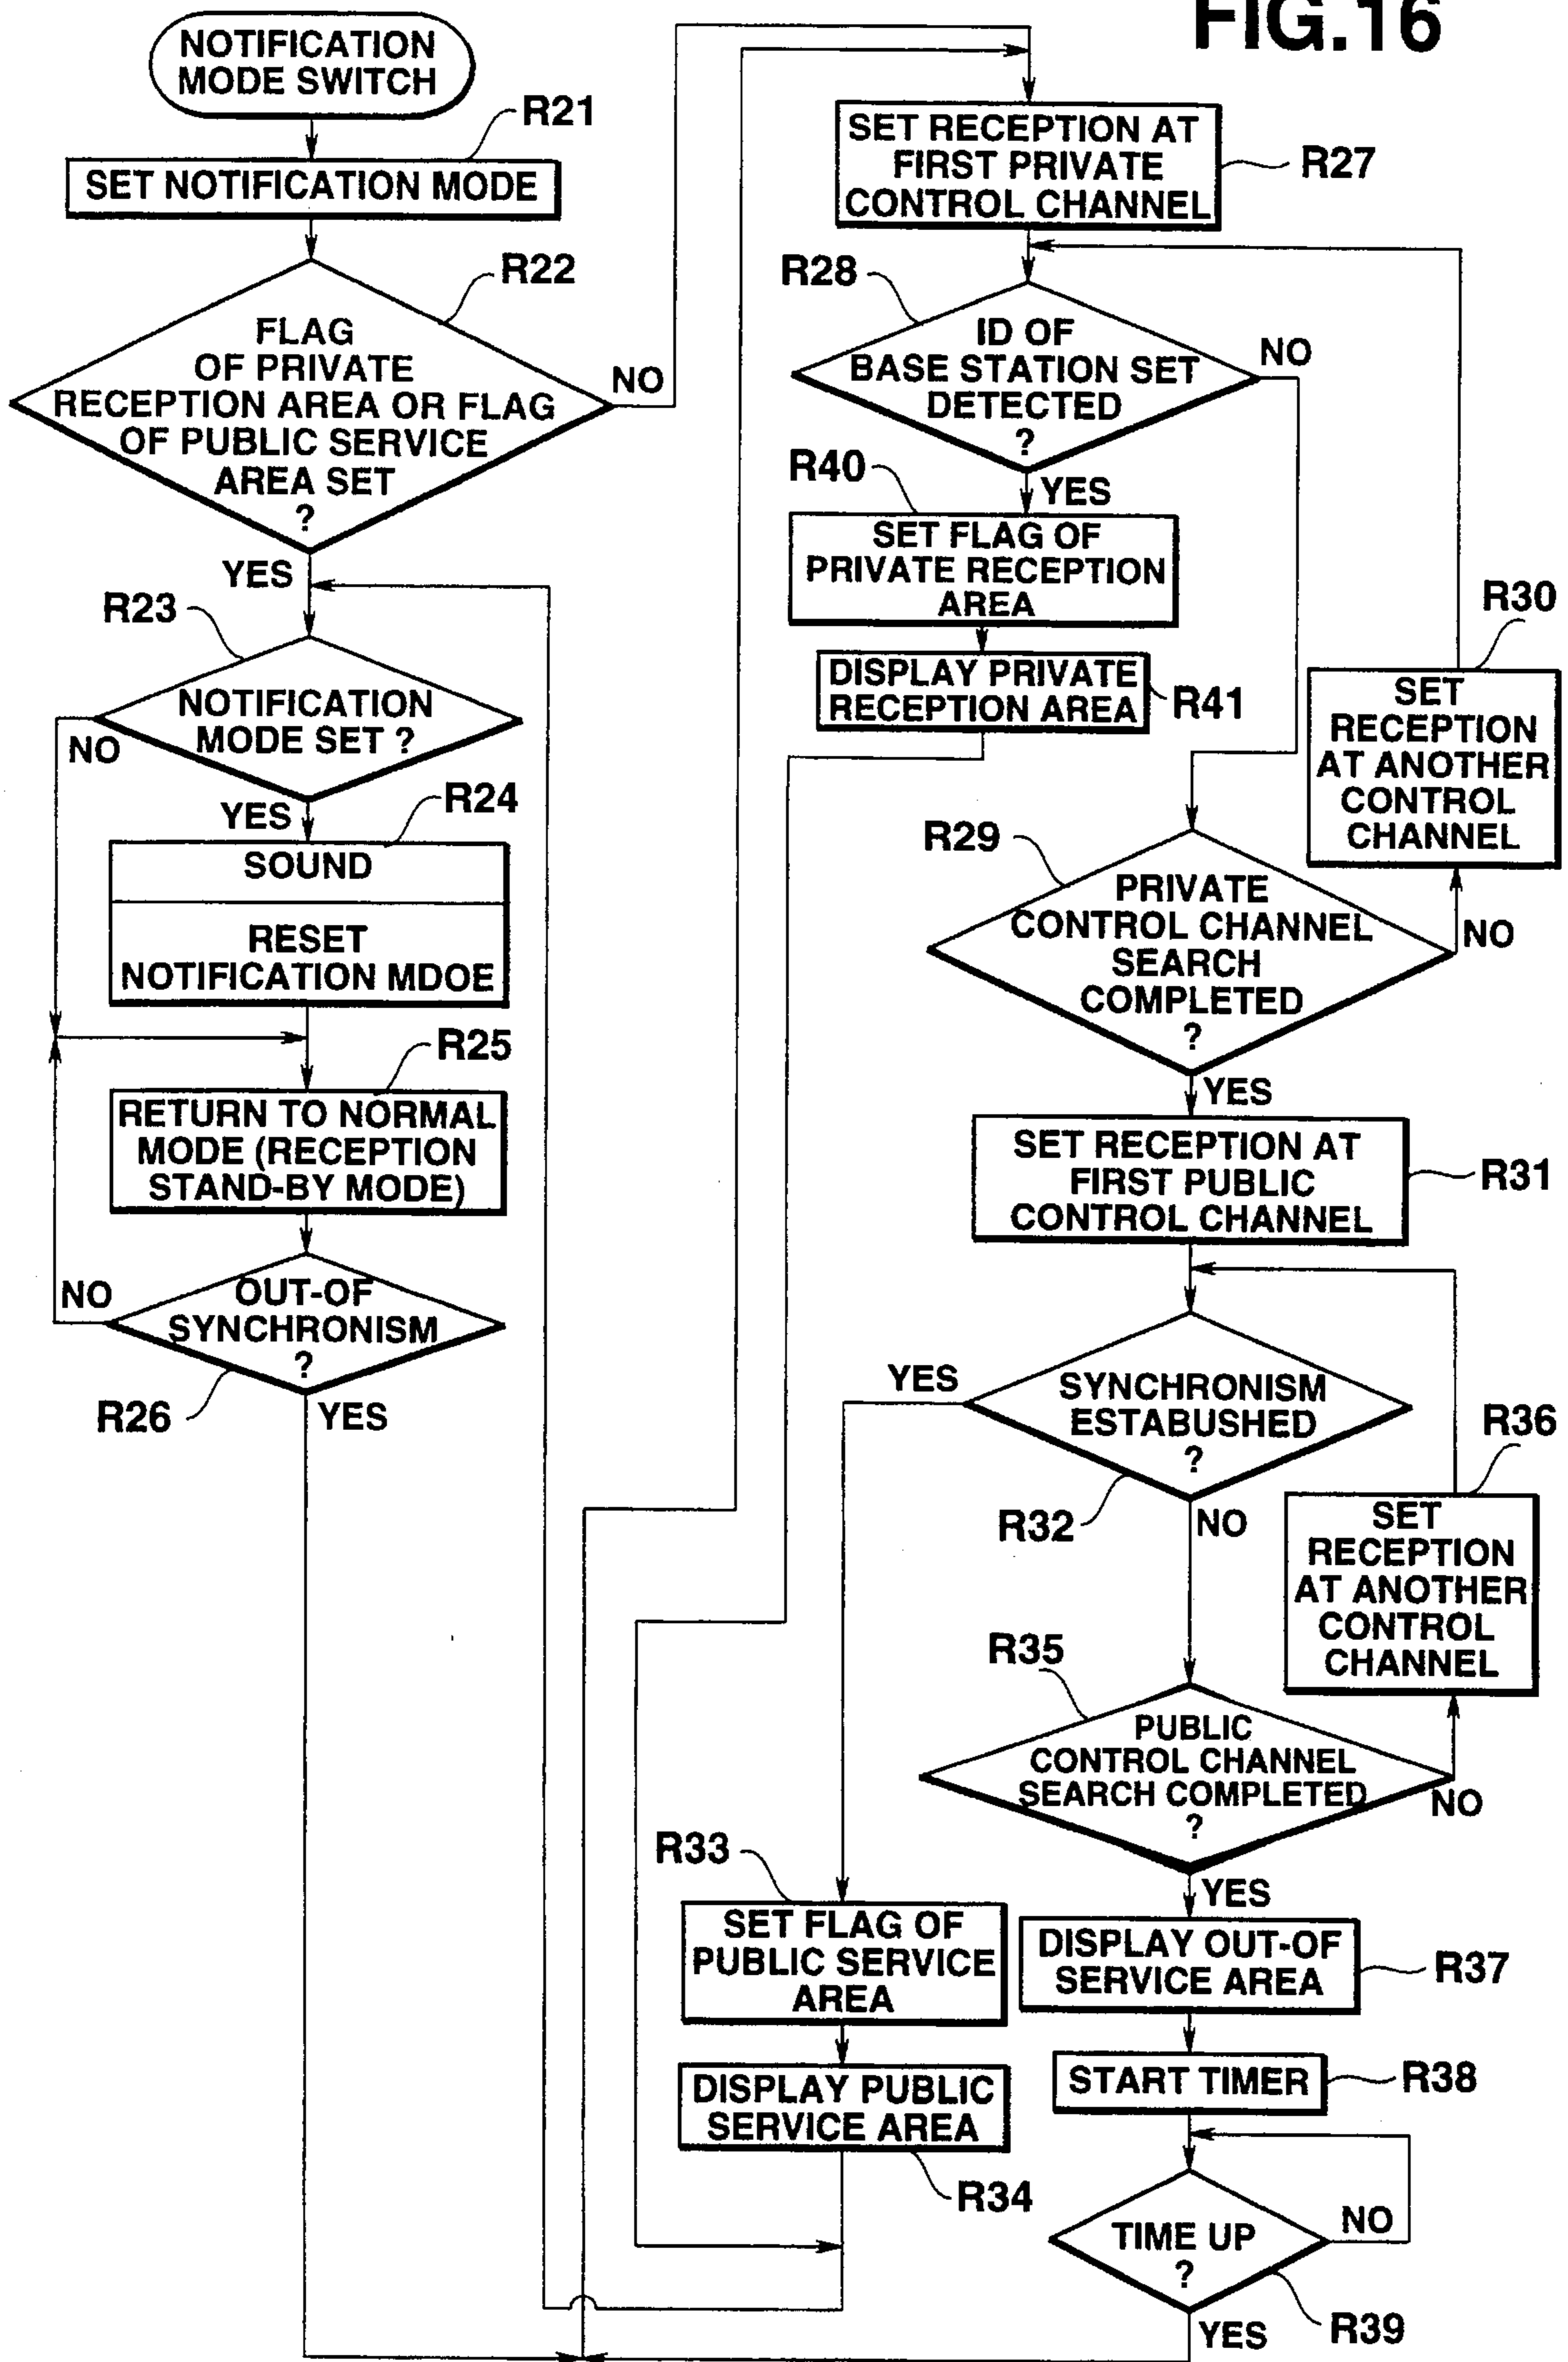 FIG.16
NOTIFICATION
MODE SWITCH
R21
SET NOTIFICATION MODE
R22
FLAG
OF PRIVATE
RECEPTION AREA OR FLAG
OF PUBLIC SERVICE
AREA SET
?
NO
YES
R23
NOTIFICATION
MODE SET ?
NO
YES
R24
SOUND
RESET
NOTIFICATION MDOE
R25
RETURN TO NORMAL
MODE (RECEPTION
STAND-BY MODE)
NO
OUT-OF
SYNCHRONISM
?
R26
YES
SET RECEPTION AT
FIRST PRIVATE
CONTROL CHANNEL
R27
R28
ID OF
BASE STATION SET
DETECTED
?
NO
R40
YES
SET FLAG OF
PRIVATE RECEPTION
AREA
DISPLAY PRIVATE
RECEPTION AREA
R41
R30
SET
RECEPTION
AT ANOTHER
CONTROL
CHANNEL
R29
PRIVATE
CONTROL CHANNEL
SEARCH
COMPLETED
?
NO
YES
SET RECEPTION AT
FIRST PUBLIC
CONTROL CHANNEL
R31
YES
SYNCHRONISM
ESTABUSHED
?
R32
NO
R36
SET
RECEPTION
AT ANOTHER
CONTROL
CHANNEL
R35
PUBLIC
CONTROL CHANNEL
SEARCH COMPLETED
?
NO
YES
R33
SET FLAG OF
PUBLIC SERVICE
AREA
DISPLAY PUBLIC
SERVICE AREA
R34
DISPLAY OUT-OF
SERVICE AREA
R37
START TIMER
R38
TIME UP
?
NO
R39
YES